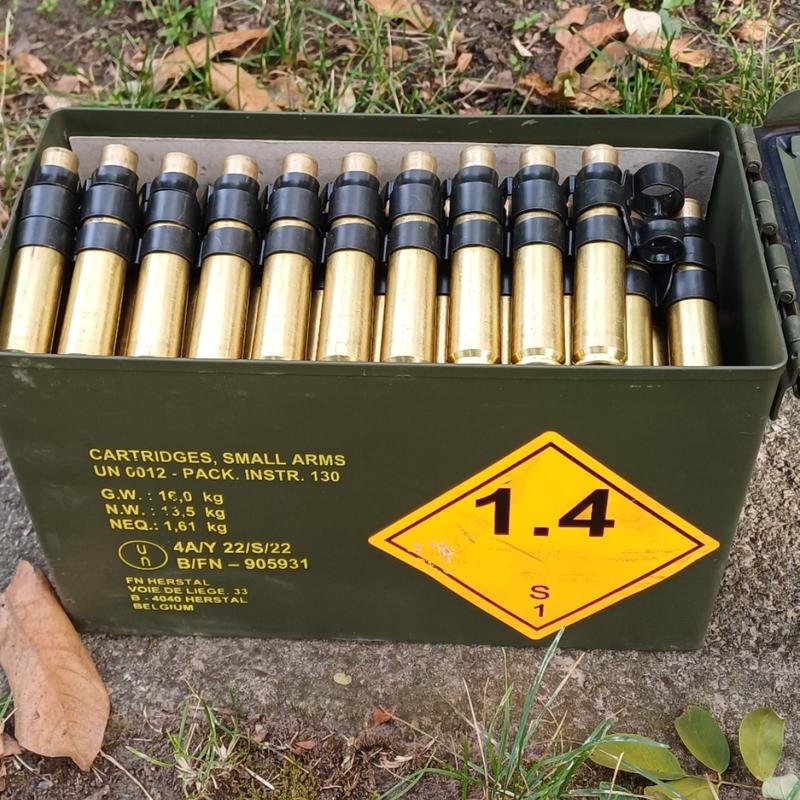 CARTRIDGES, SMALL ARMS
UN 0012 - PACK. INSTR. 130
G.W. : 16,0 kg
N.W. : 13,5 kg
NEQ.: 1,61 kg
u
n
4A/Y 22/S/22
B/FN – 905931
FN HERSTAL
VOIE DE LIEGE. 33
B - 4040 HERSTAL
BELGIUM
1.4
S
1